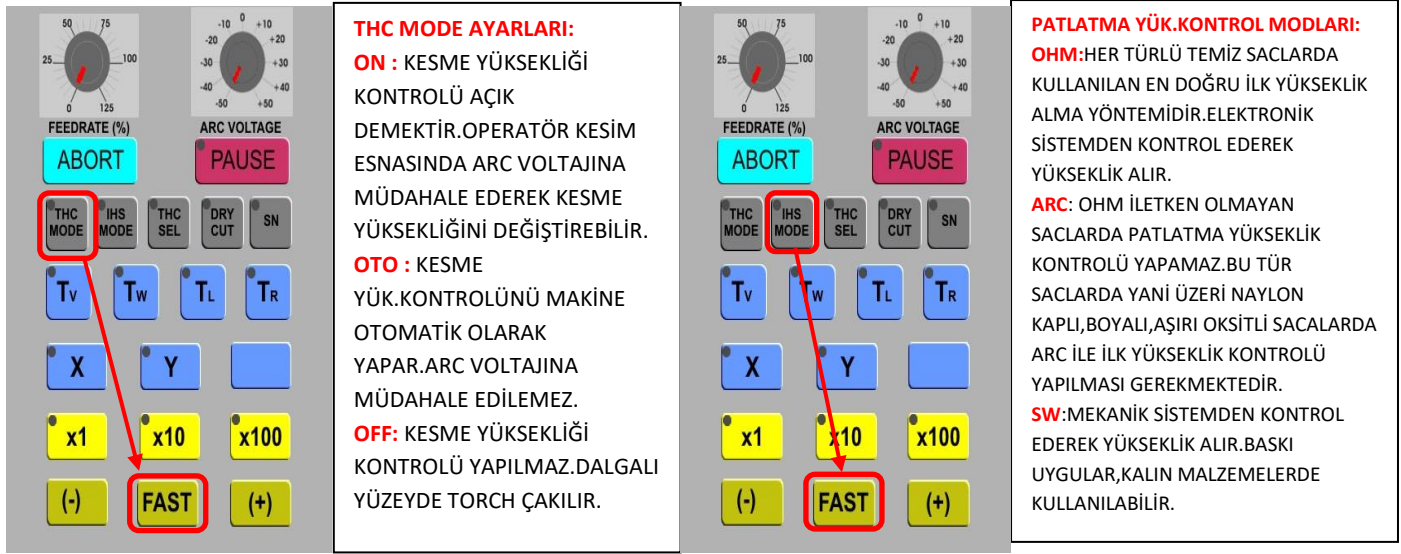 50 75
25 100
0 125
FEEDRATE (%)
-10 0 +10
-20 +20
-30 +30
-40 +40
-50 +50
ARC VOLTAGE
ABORT PAUSE
THC MODE
IHS MODE
THC SEL
DRY CUT
SN
TV TW TL TR
X Y
x1 x10 x100
(-) FAST (+)
THC MODE AYARLARI:
ON : KESME YÜKSEKLİĞİ
KONTROLÜ AÇIK
DEMEKTİR.OPERATÖR KESİM
ESNASINDA ARC VOLTAJINA
MÜDAHALE EDEREK KESME
YÜKSEKLİĞİNİ DEĞİŞTİREBİLİR.
OTO : KESME
YÜK.KONTROLÜNÜ MAKİNE
OTOMATİK OLARAK
YAPAR.ARC VOLTAJINA
MÜDAHALE EDİLEMEZ.
OFF: KESME YÜKSEKLİĞİ
KONTROLÜ YAPILMAZ.DALGALI
YÜZEYDE TORCH ÇAKILIR.
50 75
25 100
0 125
FEEDRATE (%)
-10 0 +10
-20 +20
-30 +30
-40 +40
-50 +50
ARC VOLTAGE
ABORT PAUSE
THC MODE
IHS MODE
THC SEL
DRY CUT
SN
TV TW TL TR
X Y
x1 x10 x100
(-) FAST (+)
PATLATMA YÜK.KONTROL MODLARI:
OHM:HER TÜRLÜ TEMİZ SACLARDA
KULLANILAN EN DOĞRU İLK YÜKSEKLİK
ALMA YÖNTEMİDİR.ELEKTRONİK
SİSTEMDEN KONTROL EDEREK
YÜKSEKLİK ALIR.
ARC: OHM İLETKEN OLMAYAN
SACLARDA PATLATMA YÜKSEKLİK
KONTROLÜ YAPAMAZ.BU TÜR
SACLARDA YANİ ÜZERİ NAYLON
KAPLI,BOYALI,AŞIRI OKSİTLİ SACALARDA
ARC İLE İLK YÜKSEKLİK KONTROLÜ
YAPILMASI GEREKMEKTEDİR.
SW:MEKANİK SİSTEMDEN KONTROL
EDEREK YÜKSEKLİK ALIR.BASKI
UYGULAR,KALIN MALZEMELERDE
KULLANILABİLİR.